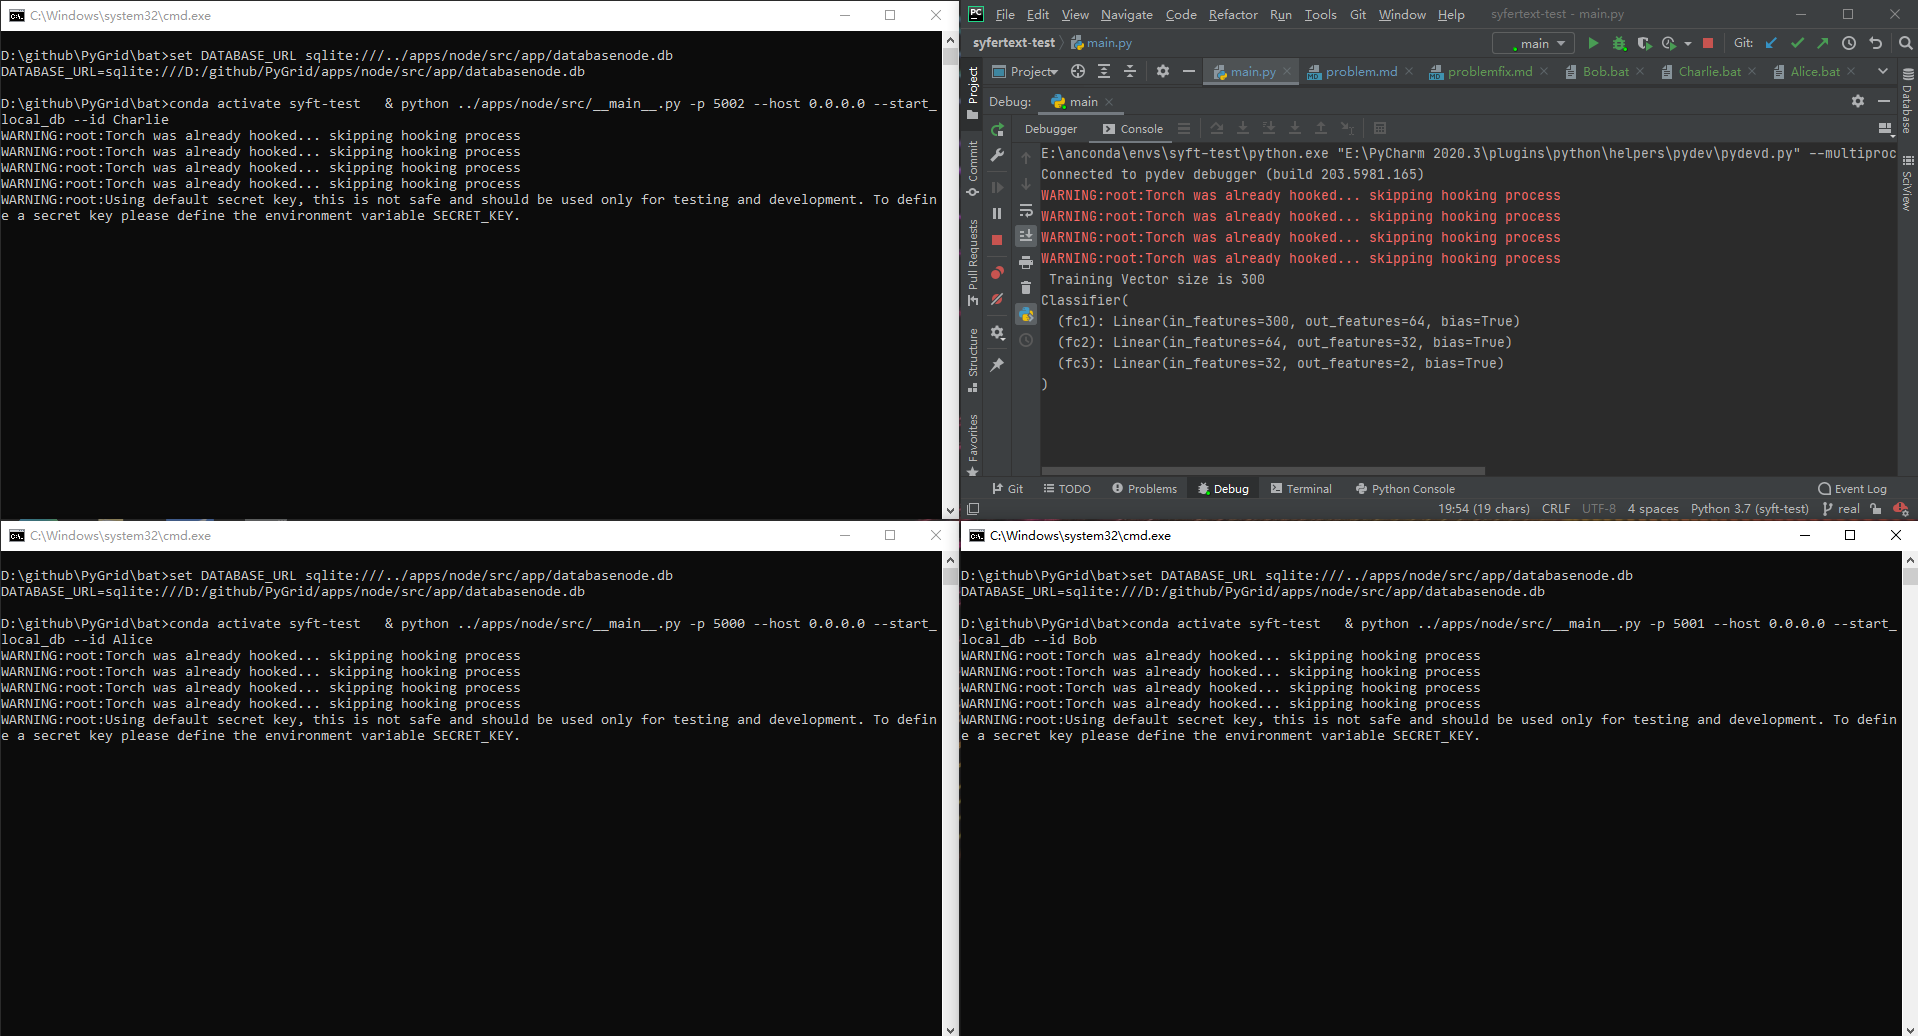 C:\Windows\system32\cmd.exe
D:\github\PyGrid\bat>set DATABASE_URL sqlite:///../apps/node/src/app/databasenode.db
DATABASE_URL=sqlite:///D:/github/PyGrid/apps/node/src/app/databasenode.db
D:\github\PyGrid\bat>conda activate syft-test   & python ../apps/node/src/__main__.py -p 5002 --host 0.0.0.0 --start_
local_db --id Charlie
WARNING:root:Torch was already hooked... skipping hooking process
WARNING:root:Torch was already hooked... skipping hooking process
WARNING:root:Torch was already hooked... skipping hooking process
WARNING:root:Torch was already hooked... skipping hooking process
WARNING:root:Using default secret key, this is not safe and should be used only for testing and development. To defin
e a secret key please define the environment variable SECRET_KEY.
PC File Edit View Navigate Code Refactor Run Tools Git Window Help syfertext-test - main.py
syfertext-test main.py main Git:
Project main.py problem.md problemfix.md Bob.bat Charlie.bat Alice.bat
Debug: main
Debugger Console
E:\anconda\envs\syft-test\python.exe "E:\PyCharm 2020.3\plugins\python\helpers\pydev\pydevd.py" --multiproc
Connected to pydev debugger (build 203.5981.165)
WARNING:root:Torch was already hooked... skipping hooking process
WARNING:root:Torch was already hooked... skipping hooking process
WARNING:root:Torch was already hooked... skipping hooking process
WARNING:root:Torch was already hooked... skipping hooking process
Training Vector size is 300
Classifier(
(fc1): Linear(in_features=300, out_features=64, bias=True)
(fc2): Linear(in_features=64, out_features=32, bias=True)
(fc3): Linear(in_features=32, out_features=2, bias=True)
)
Project
Commit
Pull Requests
Structure
Favorites
Database
SciView
Git TODO Problems Debug Terminal Python Console Event Log
19:54 (19 chars) CRLF UTF-8 4 spaces Python 3.7 (syft-test) real
C:\Windows\system32\cmd.exe
D:\github\PyGrid\bat>set DATABASE_URL sqlite:///../apps/node/src/app/databasenode.db
DATABASE_URL=sqlite:///D:/github/PyGrid/apps/node/src/app/databasenode.db
D:\github\PyGrid\bat>conda activate syft-test   & python ../apps/node/src/__main__.py -p 5000 --host 0.0.0.0 --start_
local_db --id Alice
WARNING:root:Torch was already hooked... skipping hooking process
WARNING:root:Torch was already hooked... skipping hooking process
WARNING:root:Torch was already hooked... skipping hooking process
WARNING:root:Torch was already hooked... skipping hooking process
WARNING:root:Using default secret key, this is not safe and should be used only for testing and development. To defin
e a secret key please define the environment variable SECRET_KEY.
C:\Windows\system32\cmd.exe
D:\github\PyGrid\bat>set DATABASE_URL sqlite:///../apps/node/src/app/databasenode.db
DATABASE_URL=sqlite:///D:/github/PyGrid/apps/node/src/app/databasenode.db
D:\github\PyGrid\bat>conda activate syft-test   & python ../apps/node/src/__main__.py -p 5001 --host 0.0.0.0 --start_
local_db --id Bob
WARNING:root:Torch was already hooked... skipping hooking process
WARNING:root:Torch was already hooked... skipping hooking process
WARNING:root:Torch was already hooked... skipping hooking process
WARNING:root:Torch was already hooked... skipping hooking process
WARNING:root:Using default secret key, this is not safe and should be used only for testing and development. To defin
e a secret key please define the environment variable SECRET_KEY.